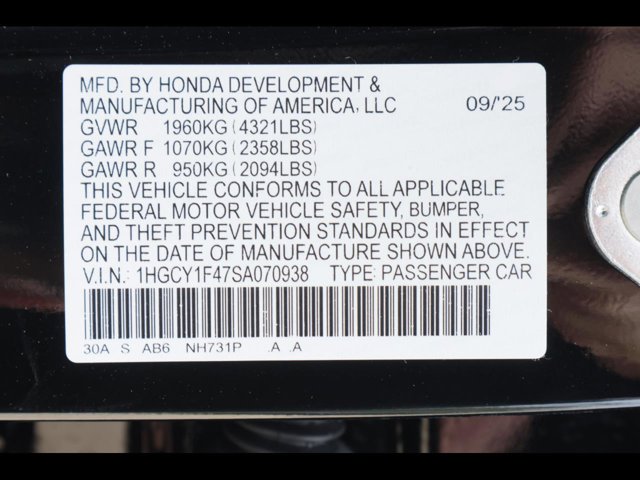 MFD. BY HONDA DEVELOPMENT &
MANUFACTURING OF AMERICA, LLC 09/'25
GVWR 1960KG (4321LBS)
GAWR F 1070KG (2358LBS)
GAWR R 950KG (2094LBS)
THIS VEHICLE CONFORMS TO ALL APPLICABLE
FEDERAL MOTOR VEHICLE SAFETY, BUMPER,
AND THEFT PREVENTION STANDARDS IN EFFECT
ON THE DATE OF MANUFACTURE SHOWN ABOVE.
V.I.N.: 1HGCY1F47SA070938 TYPE: PASSENGER CAR
30A S AB6 NH731P .A .A